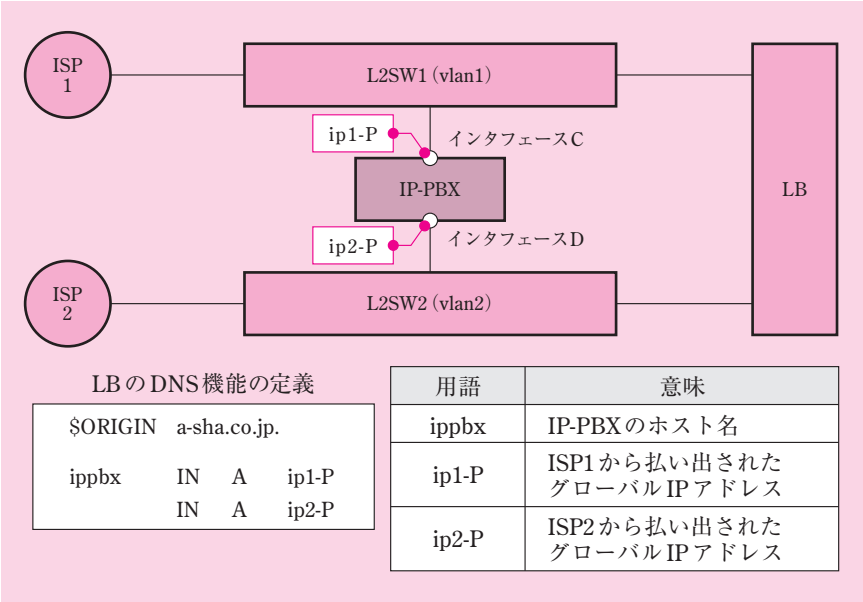 ISP
1
L2SW1(vlan1)
ip1-P
インタフェースC
IP-PBX
LB
ip2-P
インタフェースD
ISP
2
L2SW2(vlan2)
LBのDNS機能の定義
$ORIGIN a-sha.co.jp.
ippbx IN A ip1-P
IN A ip2-P
用語 意味
ippbx IP-PBXのホスト名
ip1-P ISP1から払い出された
グローバルIPアドレス
ip2-P ISP2から払い出された
グローバルIPアドレス